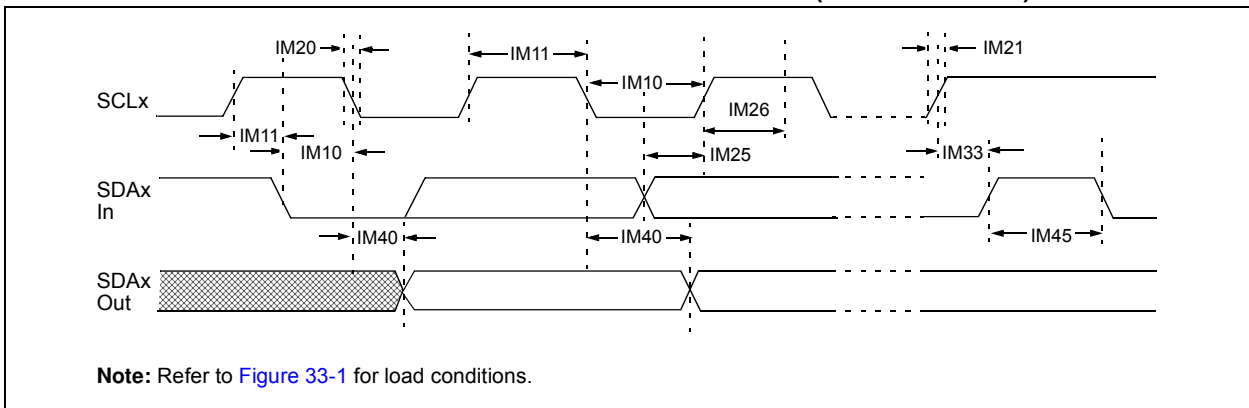 IM20
IM11
IM21
IM10
SCLx
IM26
IM11
IM10
IM25
IM33
SDAx
In
IM40
IM40
IM45
SDAx
Out
Note: Refer to Figure 33-1 for load conditions.